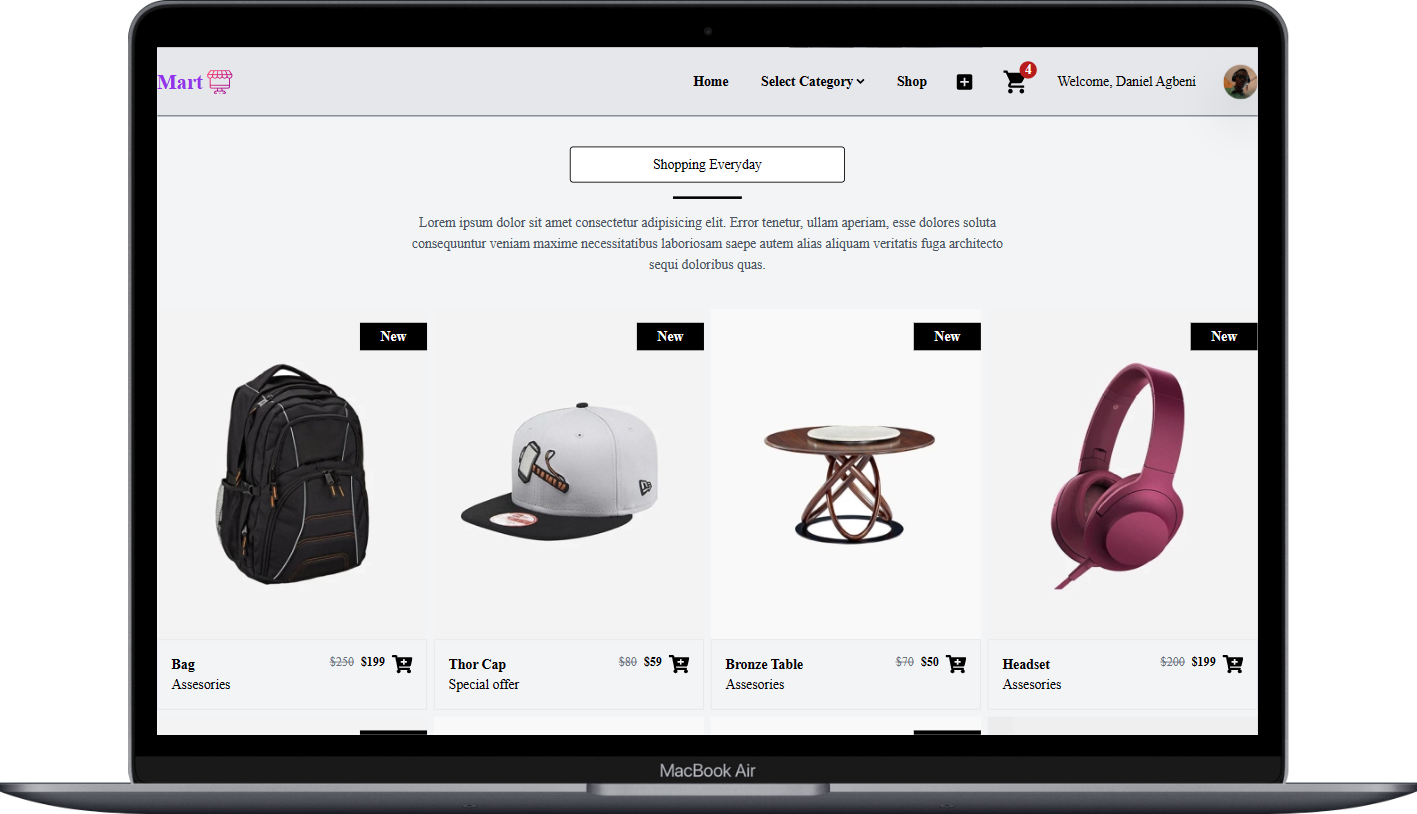 Mart
Home Select Category Shop 4 Welcome, Daniel Agbeni
Shopping Everyday
Lorem ipsum dolor sit amet consectetur adipisicing elit. Error tenetur, ullam aperiam, esse dolores soluta
consequuntur veniam maxime necessitatibus laboriosam saepe autem alias aliquam veritatis fuga architecto
sequi doloribus quas.
New New New New
Bag $250 $199
Assesories
Thor Cap $80 $59
Special offer
Bronze Table $70 $50
Assesories
Headset $200 $199
Assesories
MacBook Air